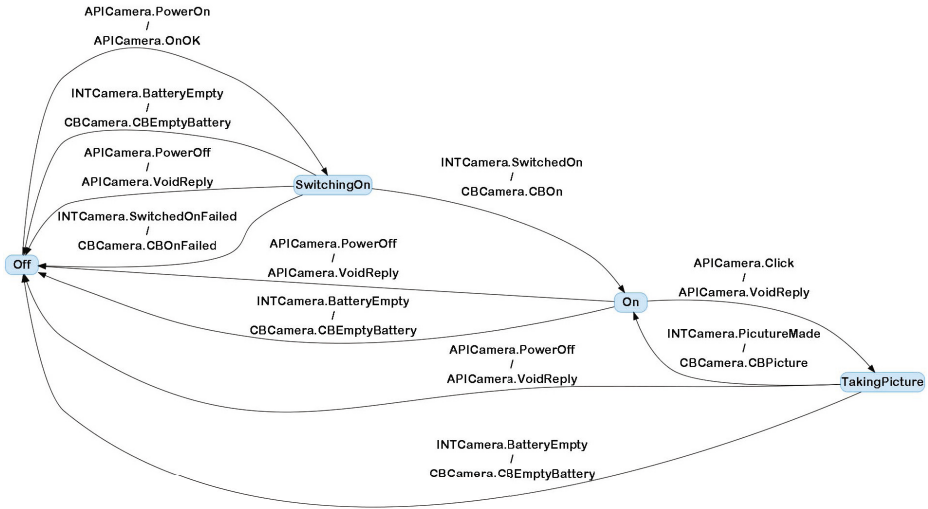 APICamera.PowerOn
/
APICamera.OnOK
INTCamera.BatteryEmpty
/
CBCamera.CBEmptyBattery
APICamera.PowerOff
/
APICamera.VoidReply
SwitchingOn
INTCamera.SwitchedOn
/
CBCamera.CBOn
INTCamera.SwitchedOnFailed
/
CBCamera.CBOnFailed
Off
APICamera.PowerOff
/
APICamera.VoidReply
INTCamera.BatteryEmpty
/
CBCamera.CBEmptyBattery
On
APICamera.Click
/
APICamera.VoidReply
INTCamera.PicutureMade
/
CBCamera.CBPicture
APICamera.PowerOff
/
APICamera.VoidReply
TakingPicture
INTCamera.BatteryEmpty
/
CBCamera.CBEmptyBattery